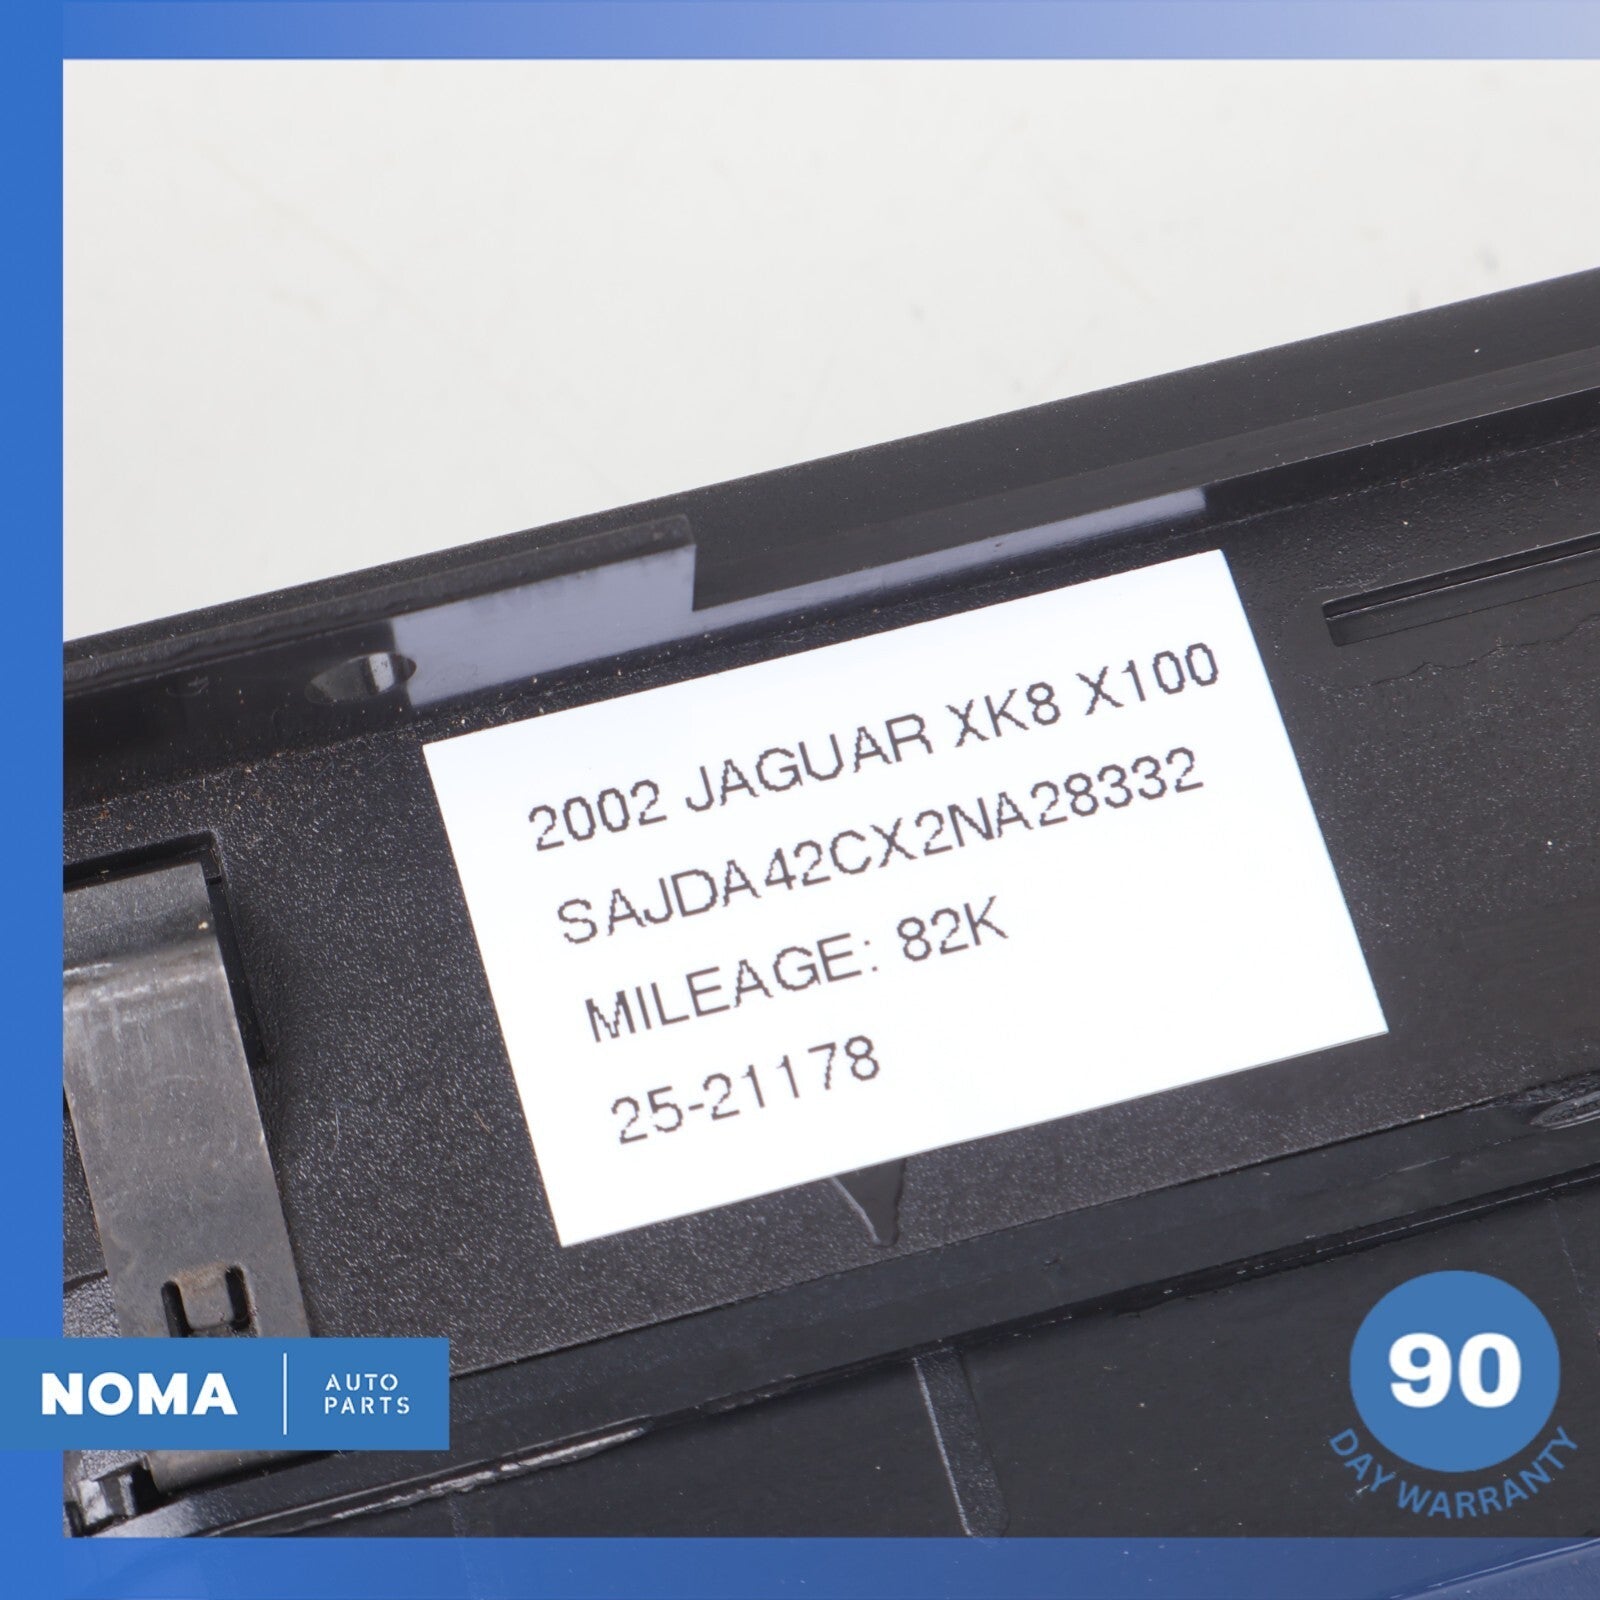 2002 JAGUAR XK8 X100
SAJDA42CX2NA28332
MILEAGE: 82K
25-21178
NOMA
AUTO
PARTS
90
DAY WARRANTY